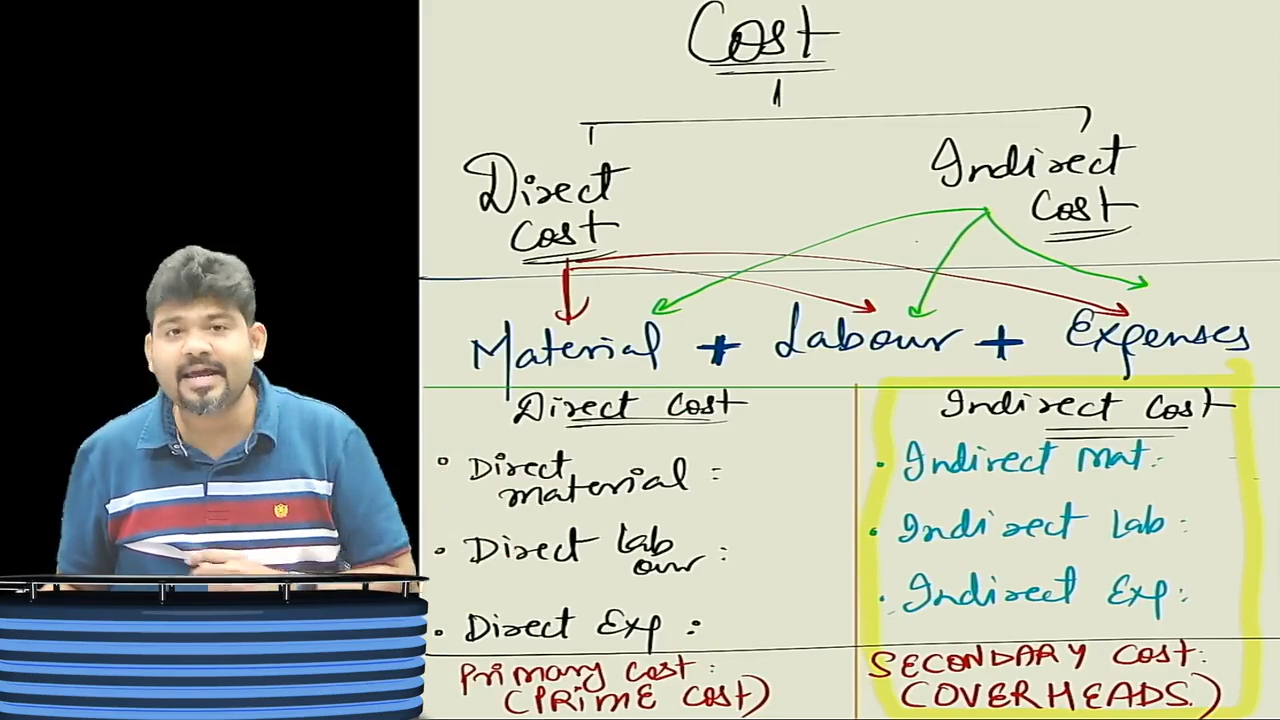 Cost
Direct
Cost
Indirect
Cost
Material + Labour + Expenses
Direct Cost
• Direct
material :
• Direct Lab
our :
• Direct Exp :
Primary Cost :
(PRIME COST)
Indirect Cost
• Indirect Mat :
• Indirect Lab :
• Indirect Exp :
SECONDARY COST :
(OVERHEADS.)